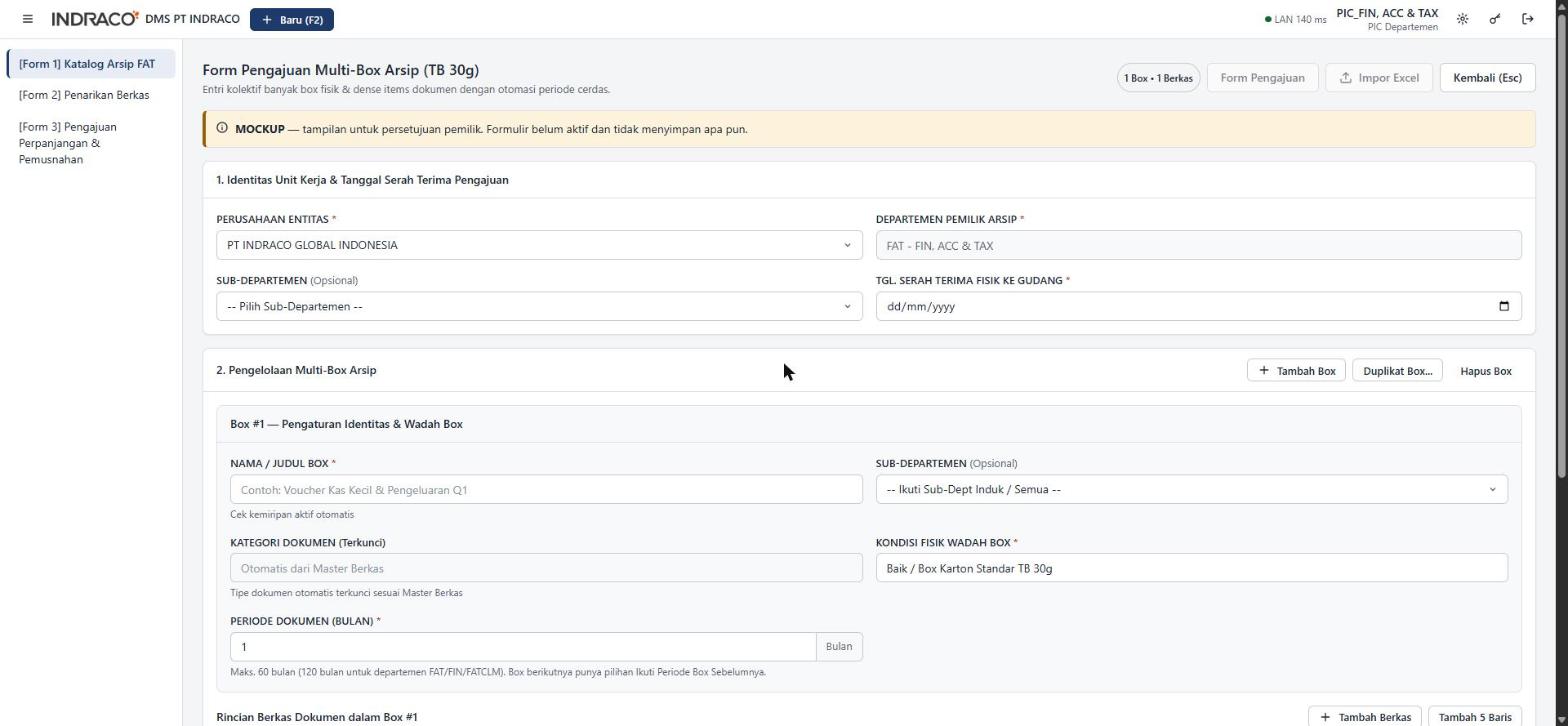 INDRACO DMS PT INDRACO + Baru (F2) LAN 140 ms PIC_FIN, ACC & TAX
PIC Departemen
[Form 1] Katalog Arsip FAT
[Form 2] Penarikan Berkas
[Form 3] Pengajuan
Perpanjangan &
Pemusnahan
Form Pengajuan Multi-Box Arsip (TB 30g)
Entri kolektif banyak box fisik & dense items dokumen dengan otomasi periode cerdas.
1 Box • 1 Berkas Form Pengajuan Impor Excel Kembali (Esc)
MOCKUP — tampilan untuk persetujuan pemilik. Formulir belum aktif dan tidak menyimpan apa pun.
1. Identitas Unit Kerja & Tanggal Serah Terima Pengajuan
PERUSAHAAN ENTITAS * DEPARTEMEN PEMILIK ARSIP *
PT INDRACO GLOBAL INDONESIA FAT - FIN, ACC & TAX
SUB-DEPARTEMEN (Opsional) TGL. SERAH TERIMA FISIK KE GUDANG *
-- Pilih Sub-Departemen -- dd/mm/yyyy
2. Pengelolaan Multi-Box Arsip + Tambah Box Duplikat Box... Hapus Box
Box #1 — Pengaturan Identitas & Wadah Box
NAMA / JUDUL BOX * SUB-DEPARTEMEN (Opsional)
Contoh: Voucher Kas Kecil & Pengeluaran Q1 -- Ikuti Sub-Dept Induk / Semua --
Cek kemiripan aktif otomatis
KATEGORI DOKUMEN (Terkunci) KONDISI FISIK WADAH BOX *
Otomatis dari Master Berkas Baik / Box Karton Standar TB 30g
Tipe dokumen otomatis terkunci sesuai Master Berkas
PERIODE DOKUMEN (BULAN) *
1 Bulan
Maks. 60 bulan (120 bulan untuk departemen FAT/FIN/FATCLM). Box berikutnya punya pilihan Ikuti Periode Box Sebelumnya.
Rincian Berkas Dokumen dalam Box #1 + Tambah Berkas Tambah 5 Baris